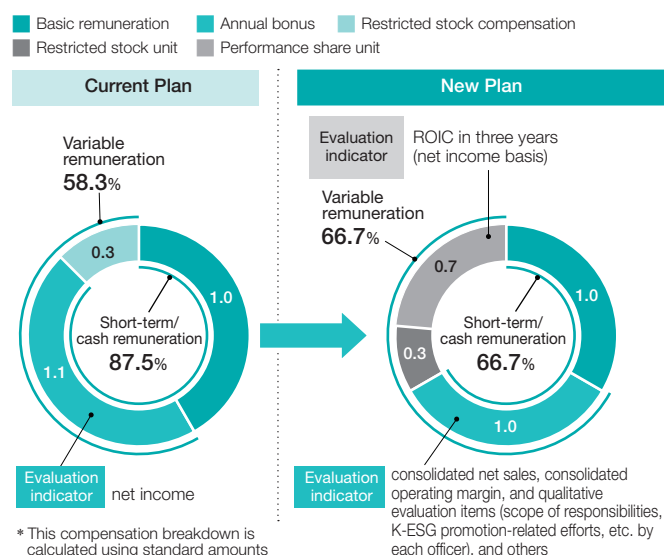 Basic remuneration
Annual bonus
Restricted stock compensation
Restricted stock unit
Performance share unit
Current Plan
Variable
remuneration
58.3%
0.3
1.0
1.1
Short-term/
cash remuneration
87.5%
Evaluation
indicator
net income
* This compensation breakdown is
calculated using standard amounts
New Plan
Evaluation
indicator
ROIC in three years
(net income basis)
Variable
remuneration
66.7%
0.7
1.0
0.3
1.0
Short-term/
cash remuneration
66.7%
Evaluation
indicator
consolidated net sales, consolidated
operating margin, and qualitative
evaluation items (scope of responsibilities,
K-ESG promotion-related efforts, etc. by
each officer), and others